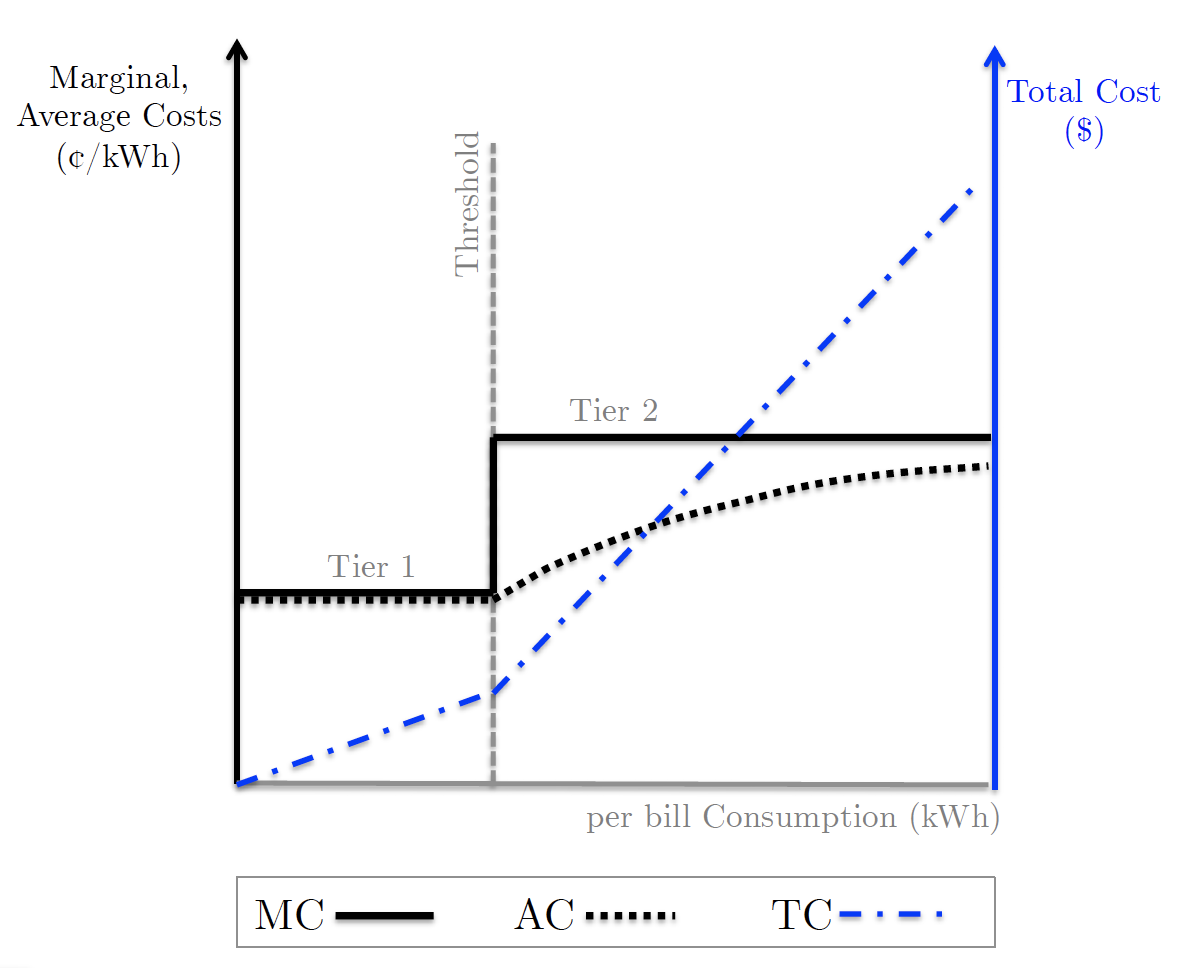 Marginal,
Average Costs
(¢/kWh)
Total Cost
($)
Threshold
Tier 2
Tier 1
per bill Consumption (kWh)
MC
AC
TC